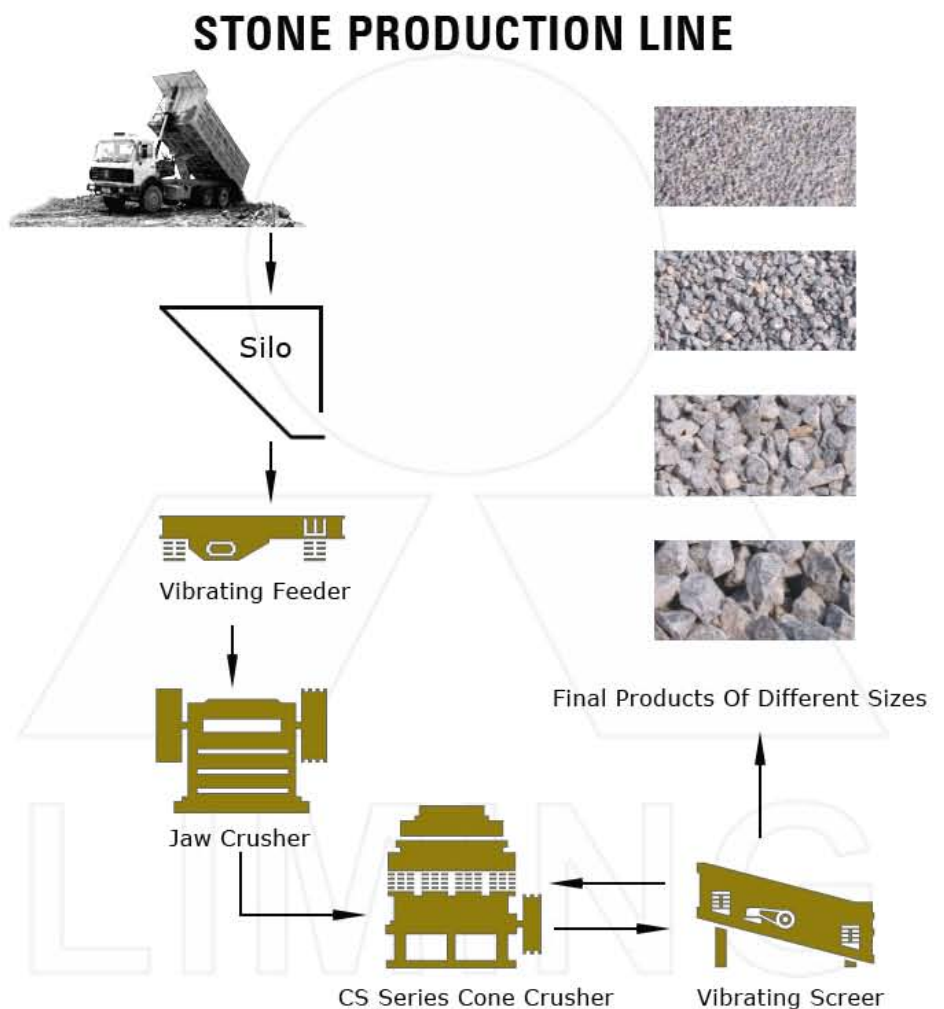 STONE PRODUCTION LINE
Silo
Vibrating Feeder
Final Products Of Different Sizes
Jaw Crusher
CS Series Cone Crusher
Vibrating Screer
LIMING